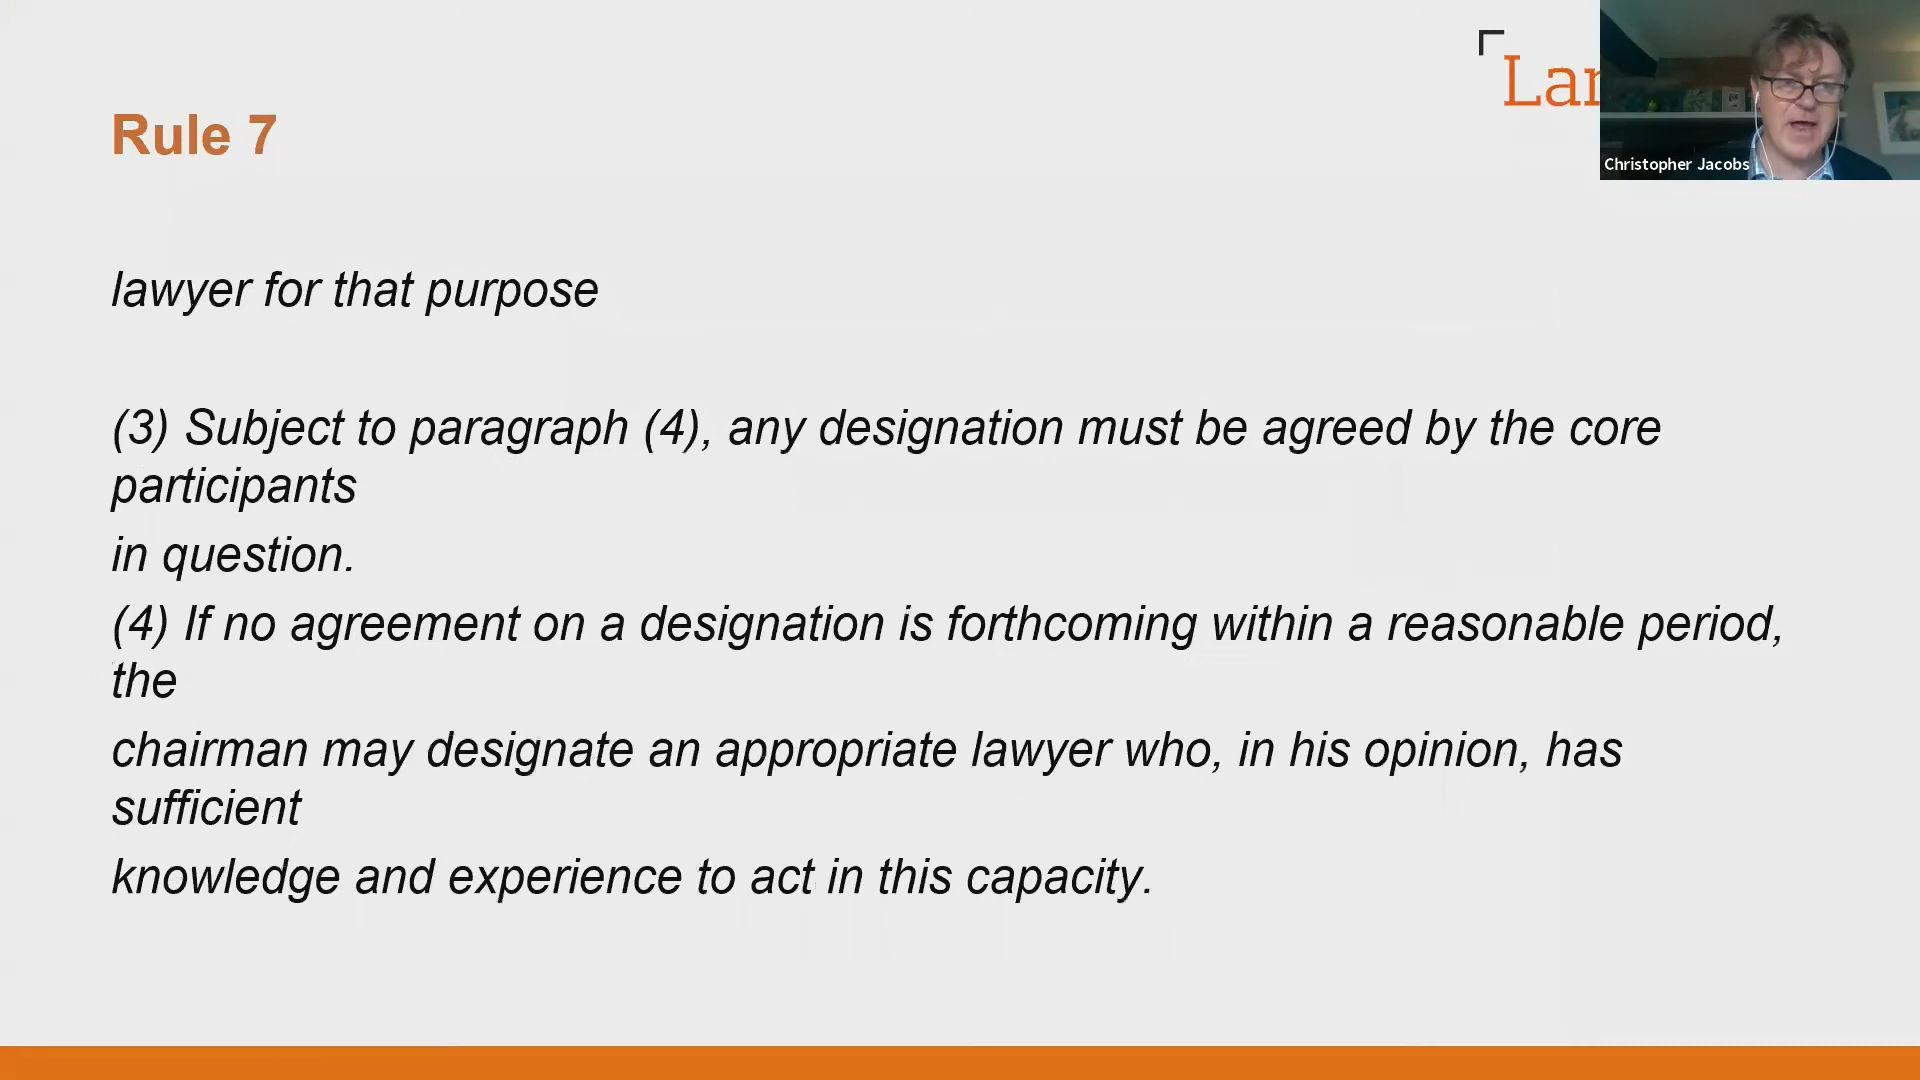 Lar
Christopher Jacobs
Rule 7
lawyer for that purpose
(3) Subject to paragraph (4), any designation must be agreed by the core
participants
in question.
(4) If no agreement on a designation is forthcoming within a reasonable period,
the
chairman may designate an appropriate lawyer who, in his opinion, has
sufficient
knowledge and experience to act in this capacity.